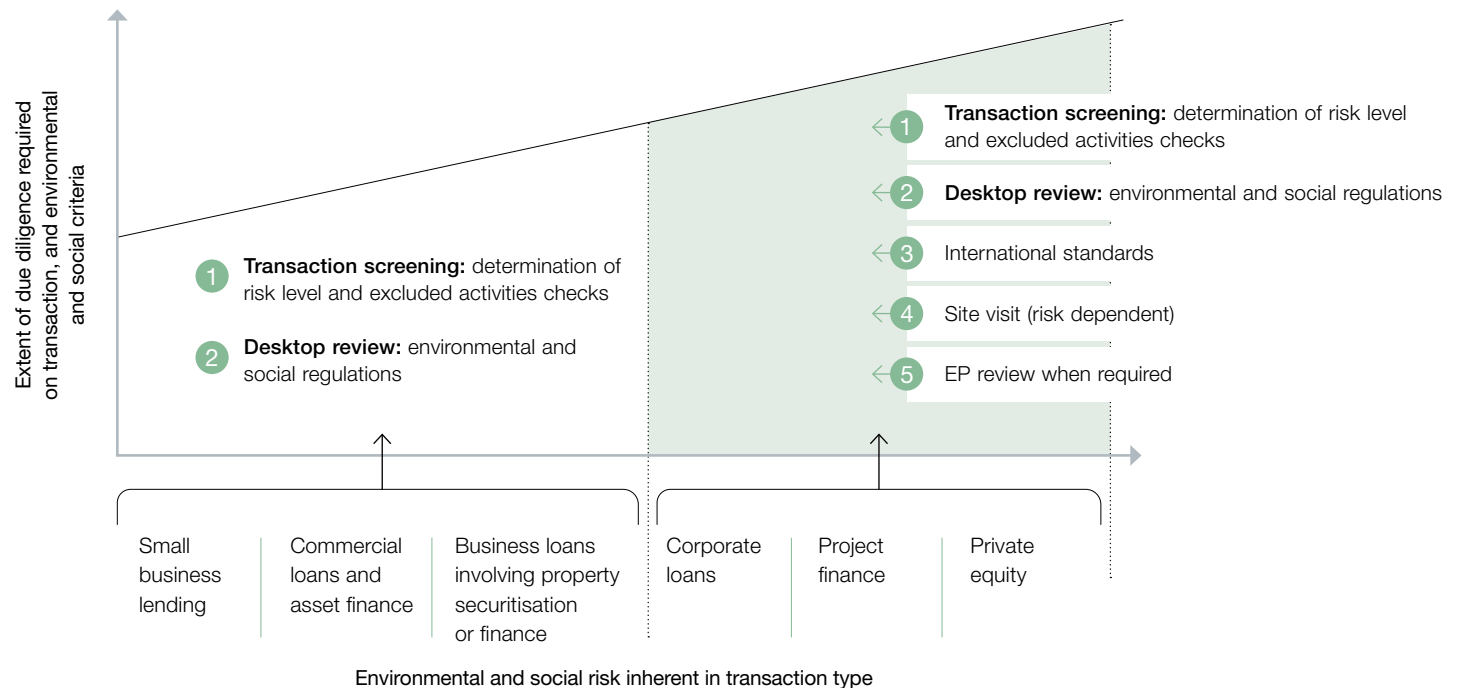 Extent of due diligence required
on transaction, and environmental
and social criteria
1
Transaction screening: determination of
risk level and excluded activities checks
2
Desktop review: environmental and
social regulations
1
Transaction screening: determination of risk level
and excluded activities checks
2
Desktop review: environmental and social regulations
3
International standards
4
Site visit (risk dependent)
5
EP review when required
Small
business
lending
Commercial
loans and
asset finance
Business loans
involving property
securitisation
or finance
Corporate
loans
Project
finance
Private
equity
Environmental and social risk inherent in transaction type